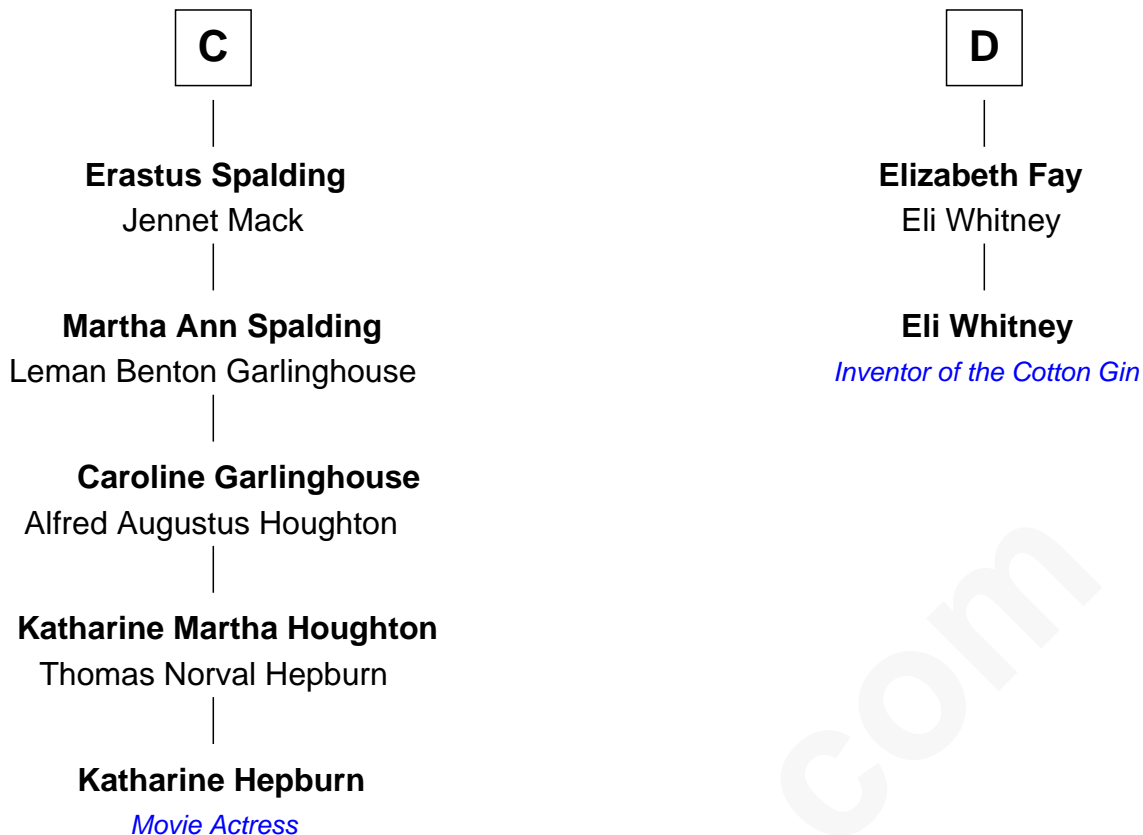 C
Erastus Spalding
Jennet Mack
Martha Ann Spalding
Leman Benton Garlinghouse
Caroline Garlinghouse
Alfred Augustus Houghton
Katharine Martha Houghton
Thomas Norval Hepburn
Katharine Hepburn
Movie Actress
D
Elizabeth Fay
Eli Whitney
Eli Whitney
Inventor of the Cotton Gin
com